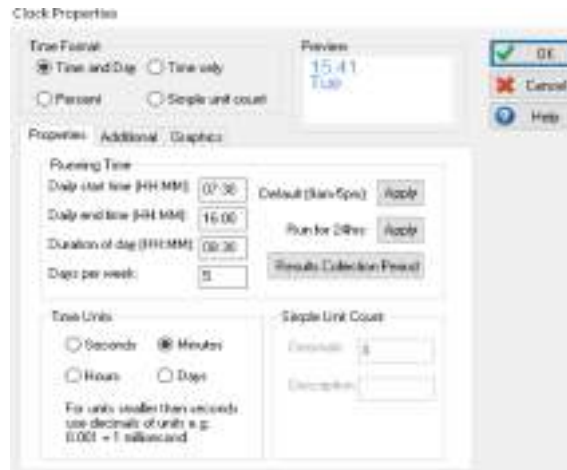 Clock Properties
Time Format
Time and Day
Time only
Percent
Simple unit count
Preview
15:41
Tue
OK
Cancel
Help
Properties
Additional
Graphics
Running Time
Daily start time (HH:MM):
07:30
Daily end time (HH:MM):
16:00
Duration of day (HH:MM):
08:30
Days per week:
5
Default (9am-5pm)
Apply
Run for 24hrs
Apply
Results Collection Period
Time Units
Seconds
Minutes
Hours
Days
For units smaller than seconds
use decimals of units e.g.
0.001 = 1 millisecond
Simple Unit Count
Description